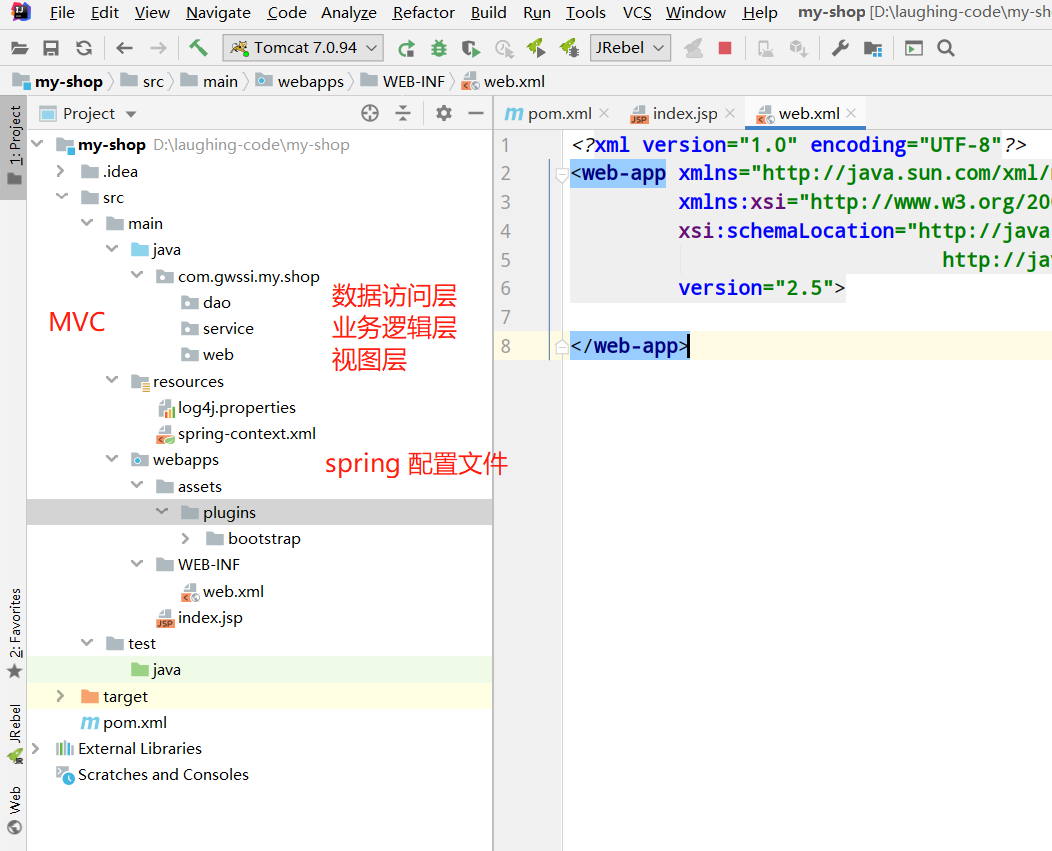 File Edit View Navigate Code Analyze Refactor Build Run Tools VCS Window Help my-shop [D:\laughing-code\my-sh
Tomcat 7.0.94 JRebel
my-shop src main webapps WEB-INF web.xml
1: Project
Project
pom.xml index.jsp web.xml
my-shop D:\laughing-code\my-shop
.idea
src
main
java
com.gwssi.my.shop
dao
service
web
MVC
数据访问层
业务逻辑层
视图层
resources
log4j.properties
spring-context.xml
webapps
spring 配置文件
assets
plugins
bootstrap
WEB-INF
web.xml
index.jsp
test
java
target
pom.xml
External Libraries
Scratches and Consoles
2: Favorites
JRebel
Web
1 <?xml version="1.0" encoding="UTF-8"?>
2 <web-app xmlns="http://java.sun.com/xml/
3 xmlns:xsi="http://www.w3.org/20
4 xsi:schemaLocation="http://java
5 http://ja
6 version="2.5">
7
8 </web-app>